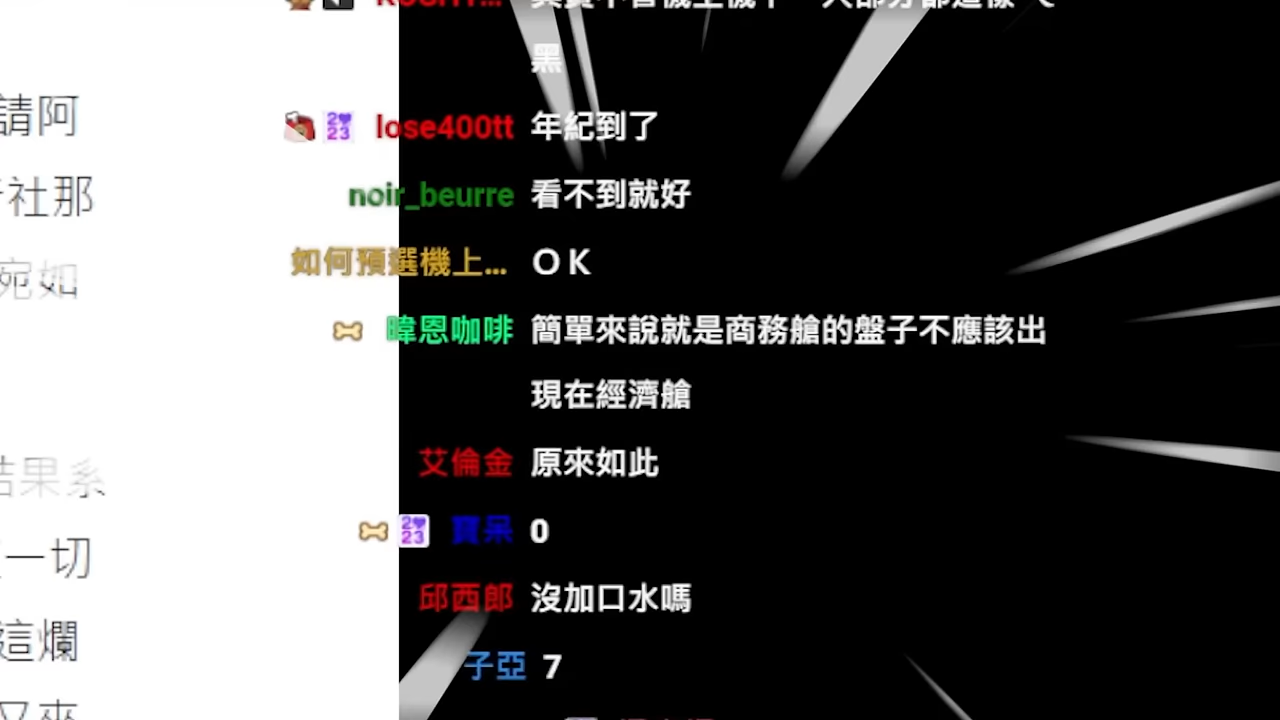 黑
請阿
lose400tt 年紀到了
社那
noir_beurre 看不到就好
宛如
如何預選機上... O K
暐恩咖啡 簡單來說就是商務艙的盤子不應該出
現在經濟艙
艾倫金 原來如此
結果系
寶呆 0
一切
邱西郎 沒加口水嗎
這爛
子亞 7
又來